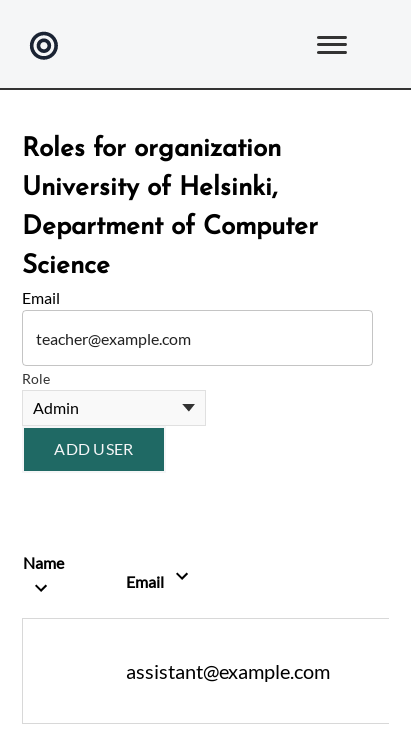 Roles for organization
University of Helsinki,
Department of Computer
Science
Email
teacher@example.com
Role
Admin
ADD USER
Name
Email
assistant@example.com